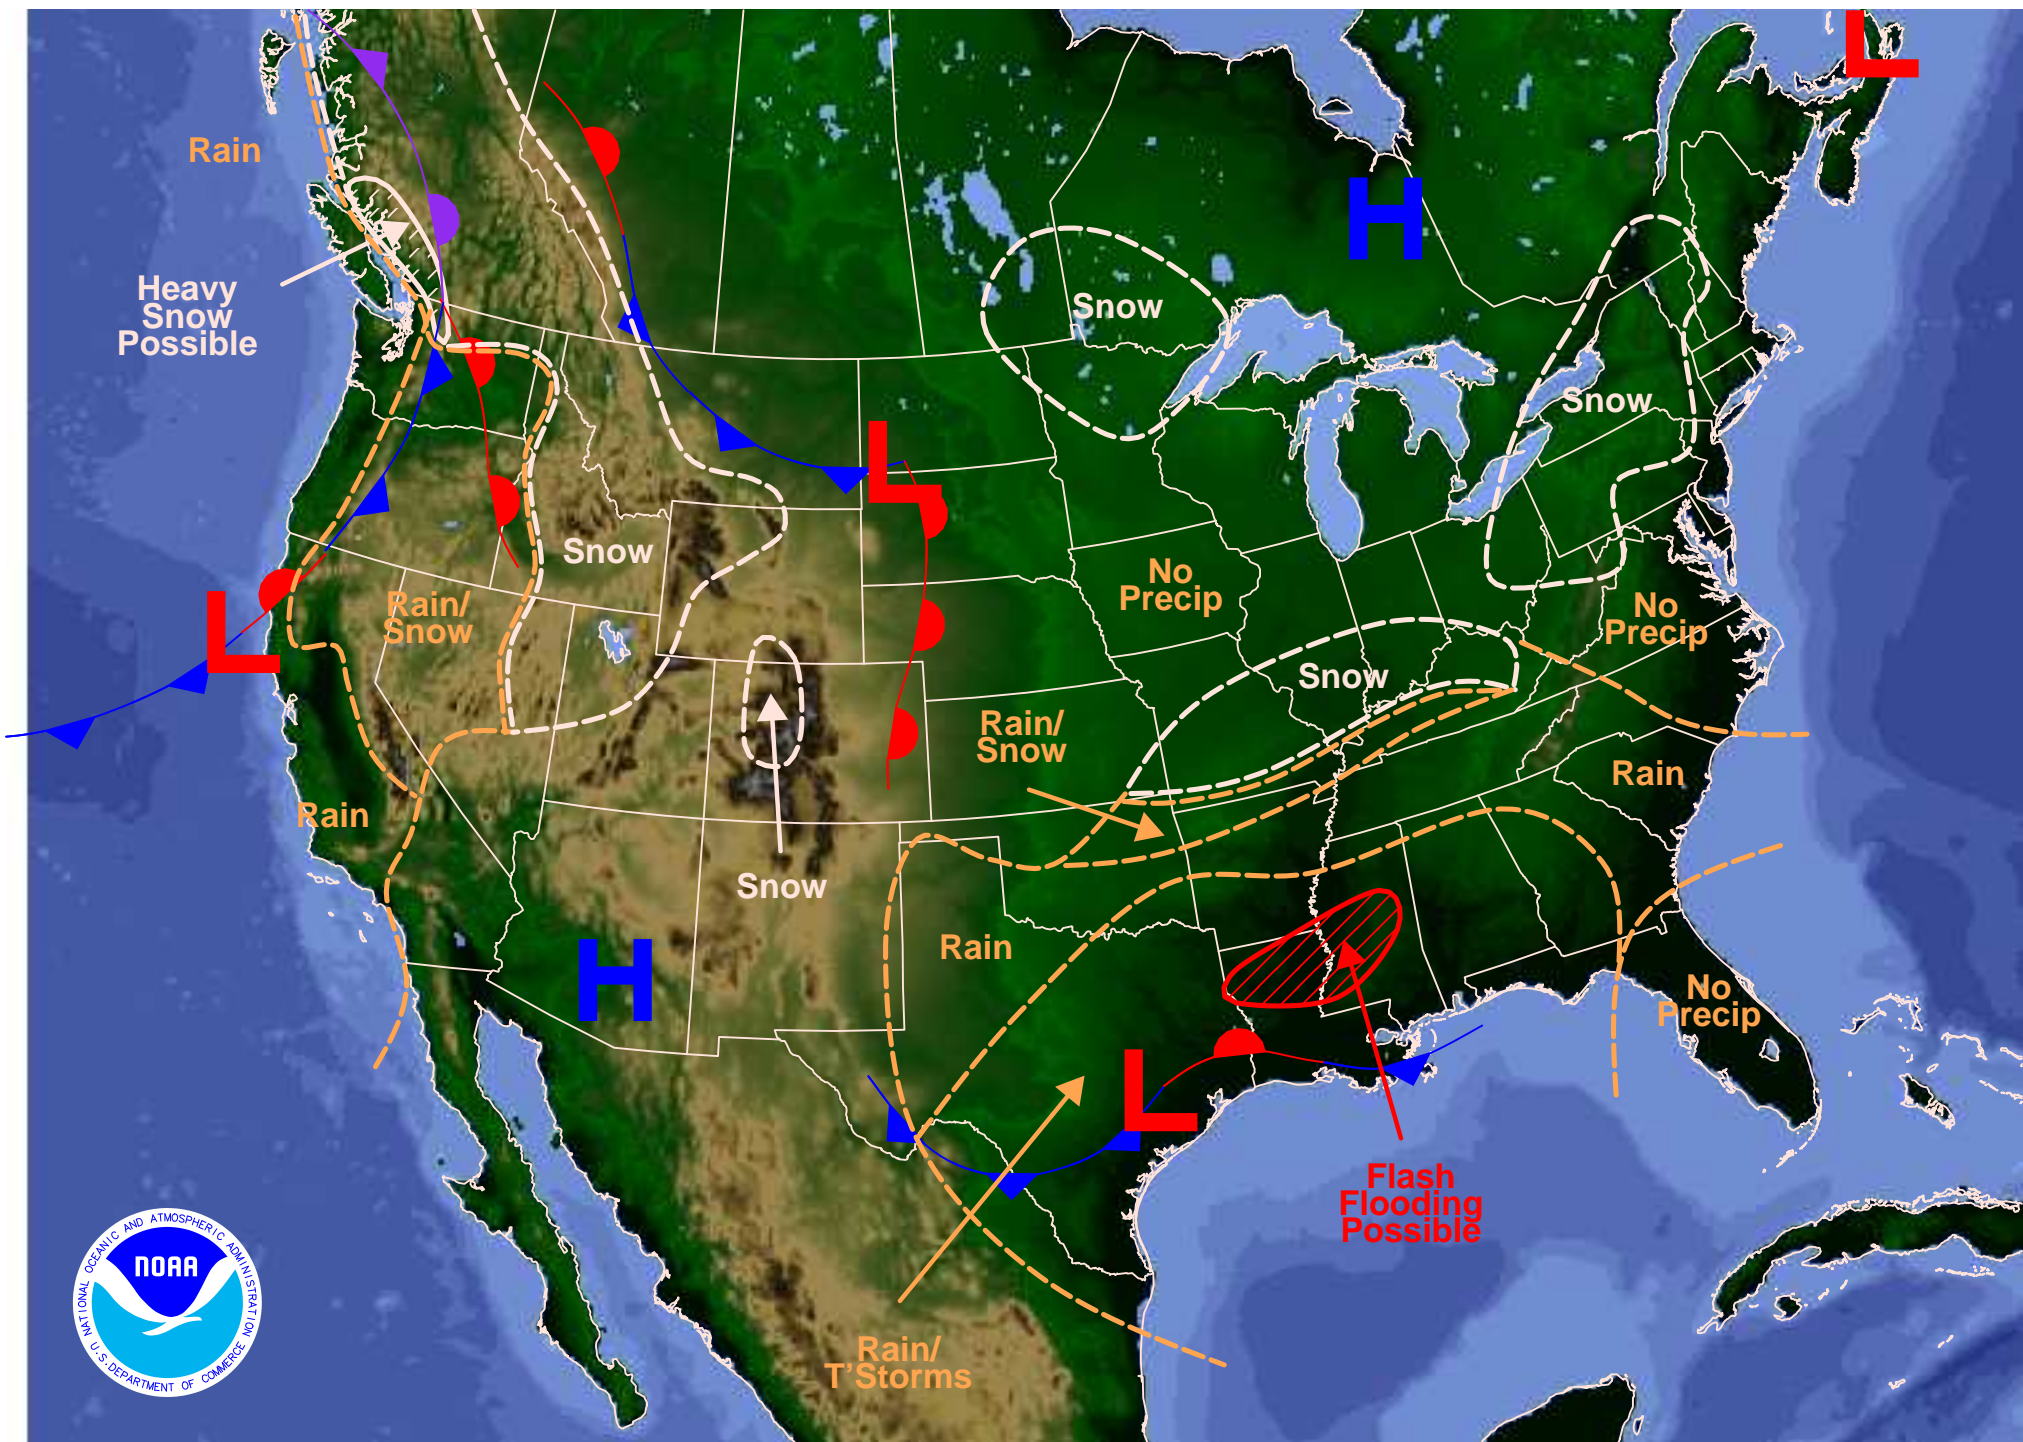 L
Rain
H
Heavy
Snow
Possible
Snow
Snow
L
Snow
No
Precip
L
Rain/
Snow
No
Precip
Snow
Rain/
Snow
Rain
Rain
Snow
Rain
H
No
Precip
L
Flash
Flooding
Possible
NATIONAL OCEANIC AND ATMOSPHERIC ADMINISTRATION
NOAA
U.S. DEPARTMENT OF COMMERCE
Rain/
T'Storms